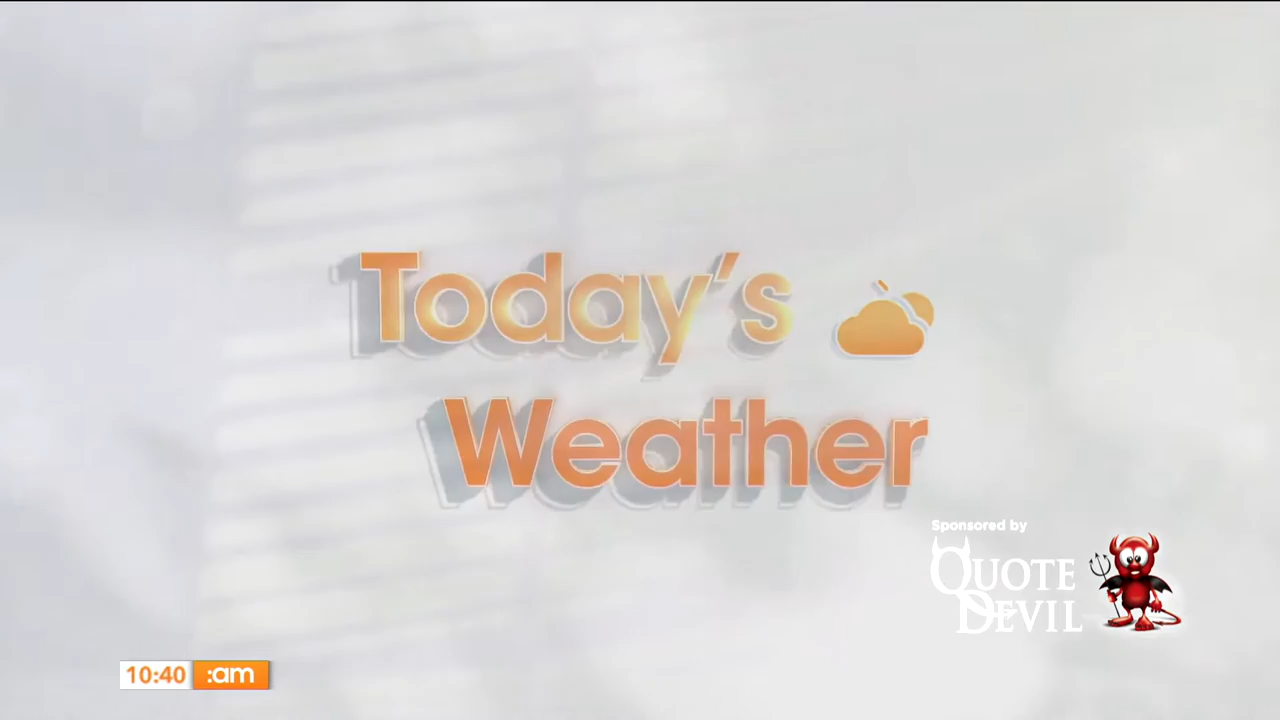 Today's
Weather
Sponsored by
QUOTE
DEVIL
10:40 :am